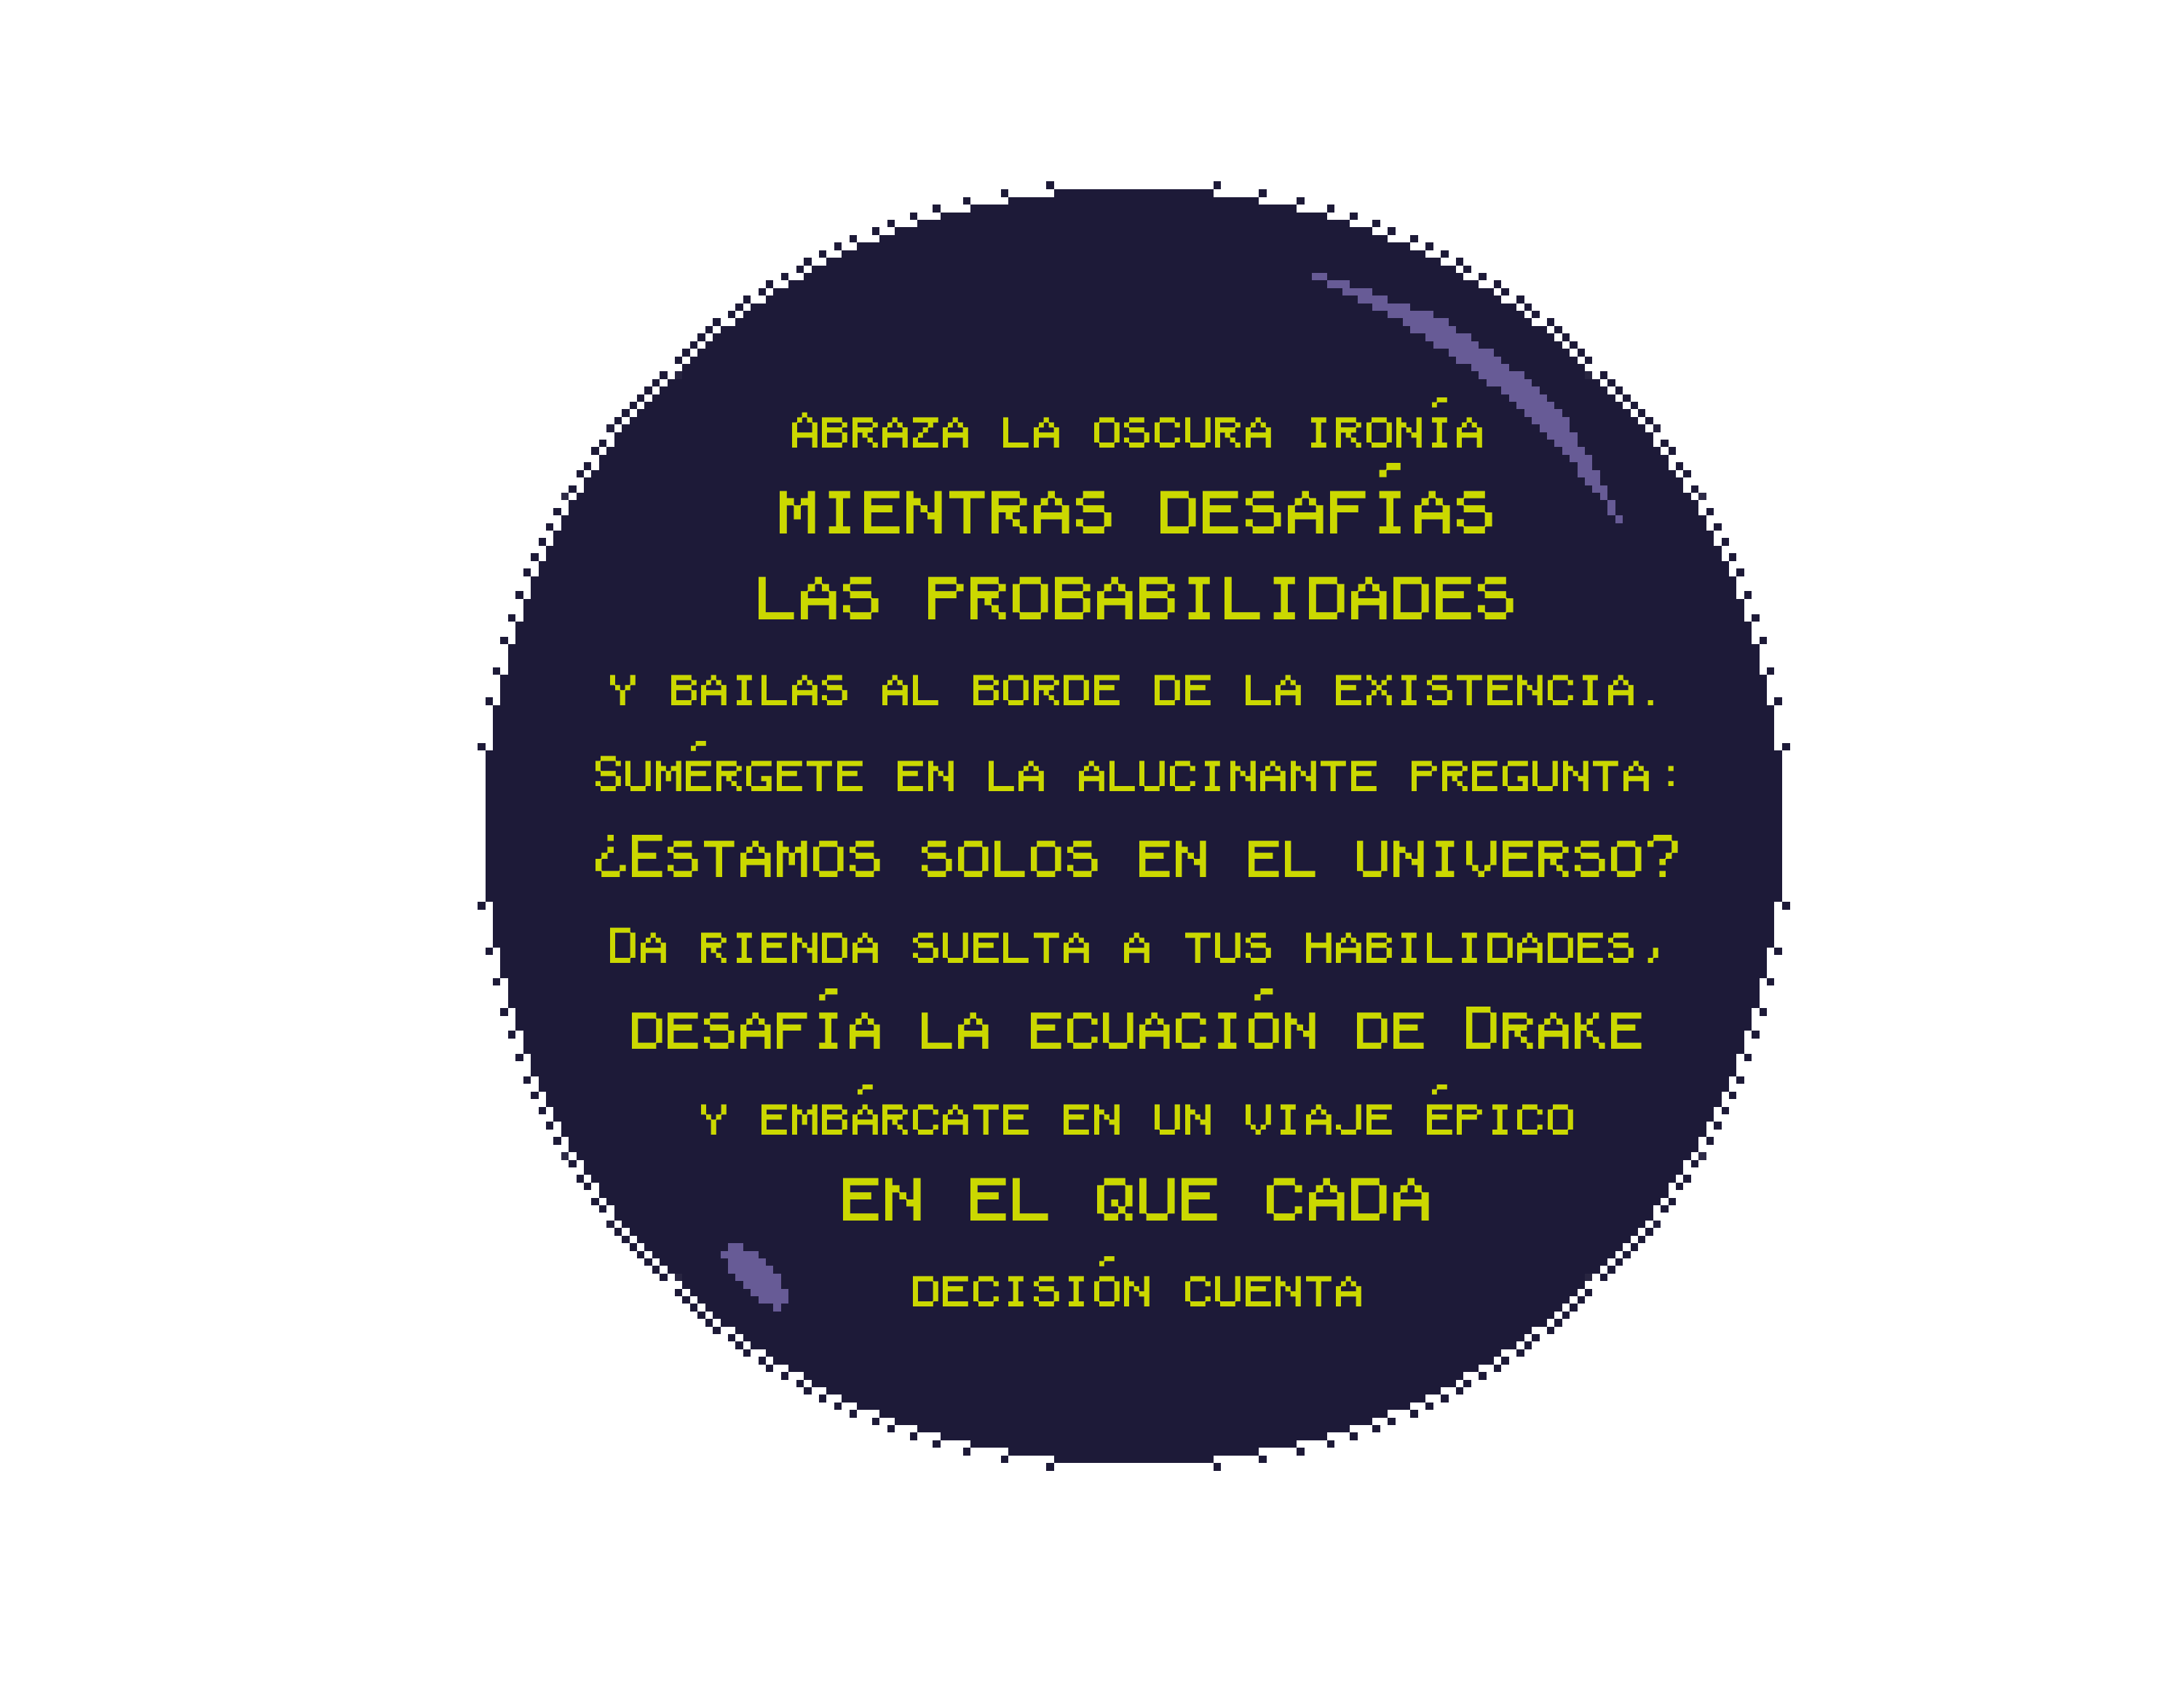 abraza la oscura ironía
mientras desafías
las probabilidades
y bailas al borde de la existencia.
Sumérgete en la alucinante pregunta:
¿Estamos solos en el universo?
Da rienda suelta a tus habilidades,
desafía la ecuación de Drake
y embárcate en un viaje épico
en el que cada
decisión cuenta